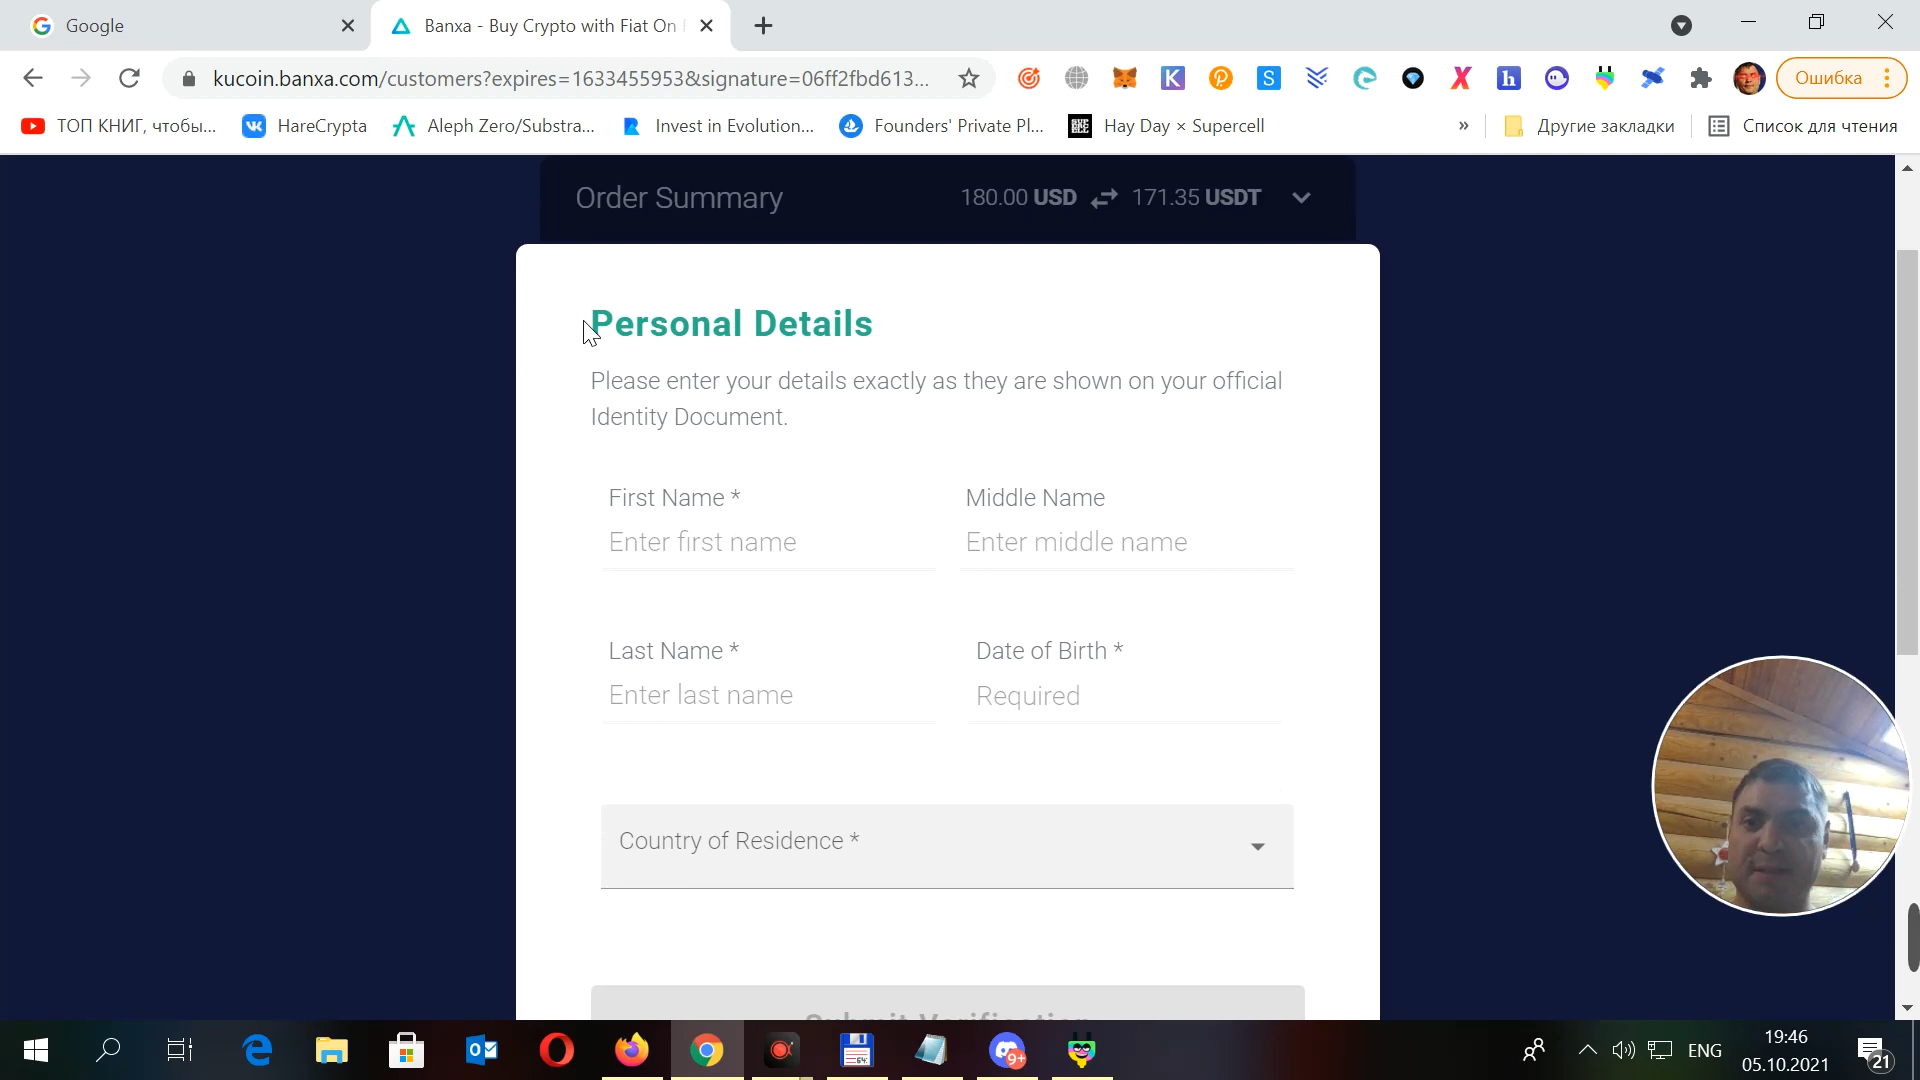 Google
Banxa - Buy Crypto with Fiat On
kucoin.banxa.com/customers?expires=1633455953&signature=06ff2fbd613...
Ошибка
ТОП КНИГ, чтобы...
HareCrypta
Aleph Zero/Substra...
Invest in Evolution...
Founders' Private Pl...
Hay Day × Supercell
»
Другие закладки
Список для чтения
Order Summary
180.00 USD
171.35 USDT
Personal Details
Please enter your details exactly as they are shown on your official
Identity Document.
First Name *
Middle Name
Enter first name
Enter middle name
Last Name *
Date of Birth *
Enter last name
Required
Country of Residence *
Submit Verification
9+
ENG
19:46
05.10.2021
21